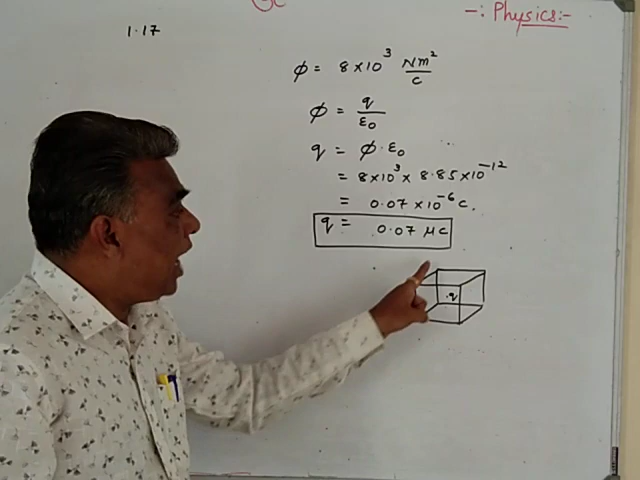 -: Physics:-
1.17
φ = 8×10³ Nm²/C
φ = q/ε₀
q = φ·ε₀
= 8×10³ × 8.85×10⁻¹²
= 0.07 ×10⁻⁶ C.
q = 0.07 μC
·q